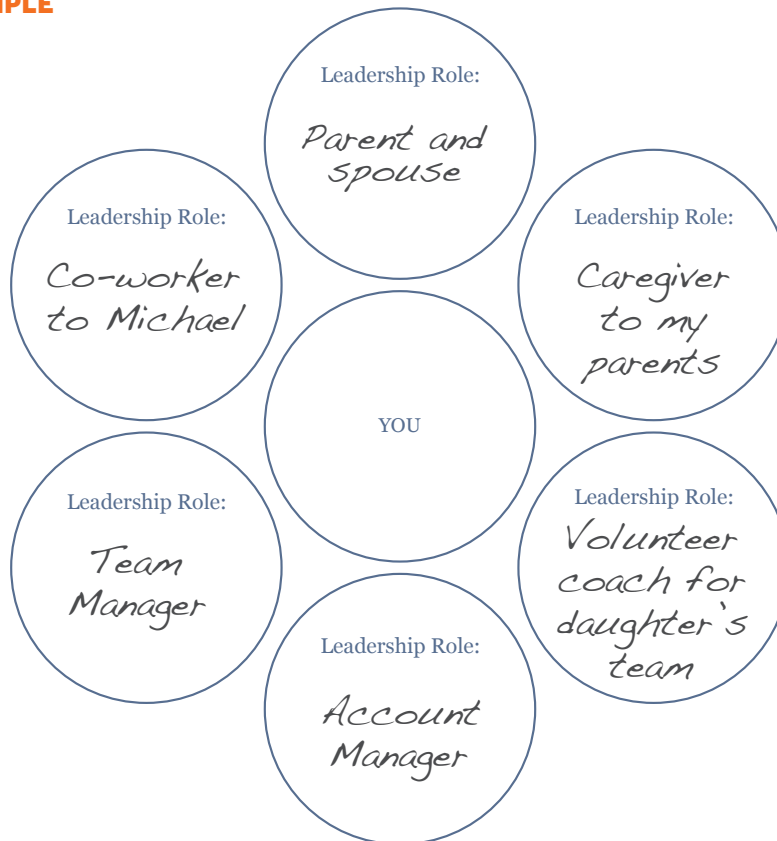 Leadership Role:
Parent and
spouse
Leadership Role:
Co-worker
to Michael
Leadership Role:
Caregiver
to my
parents
YOU
Leadership Role:
Team
Manager
Leadership Role:
Volunteer
coach for
daughter's
team
Leadership Role:
Account
Manager